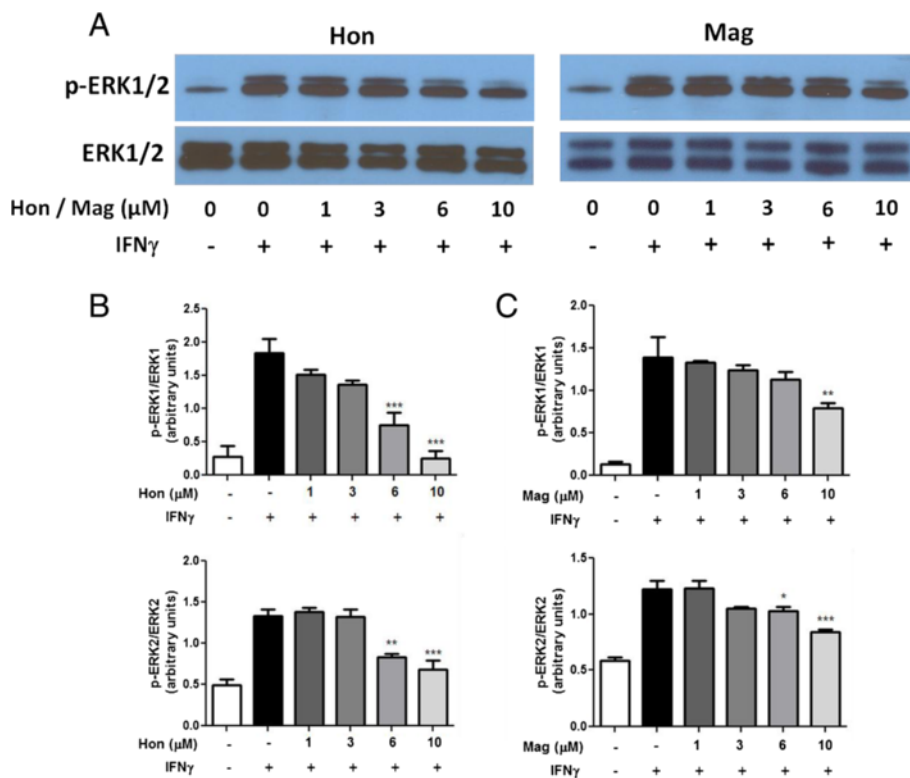 A
Hon
Mag
p-ERK1/2
ERK1/2
Hon / Mag (µM) 0 0 1 3 6 10 0 0 1 3 6 10
IFNγ - + + + + + - + + + + +
B
p-ERK1/ERK1
(arbitrary units)
2.5
2.0
1.5
1.0
0.5
0.0
***
***
Hon (µM) - - 1 3 6 10
IFNγ - + + + + +
C
p-ERK1/ERK1
(arbitrary units)
2.0
1.5
1.0
0.5
0.0
**
Mag (µM) - - 1 3 6 10
IFNγ - + + + + +
p-ERK2/ERK2
(arbitrary units)
2.0
1.5
1.0
0.5
0.0
**
***
Hon (µM) - - 1 3 6 10
IFNγ - + + + + +
p-ERK2/ERK2
(arbitrary units)
1.5
1.0
0.5
0.0
*
***
Mag (µM) - - 1 3 6 10
IFNγ - + + + + +